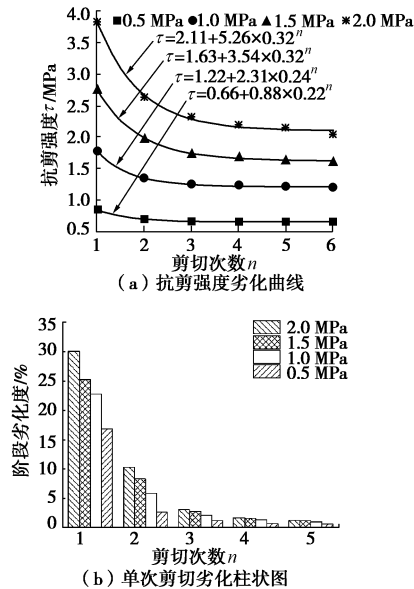 0.5 MPa 1.0 MPa 1.5 MPa 2.0 MPa
4.0
3.5
3.0
2.5
2.0
1.5
1.0
0.5
抗剪强度τ/MPa
τ=2.11+5.26×0.32ⁿ
τ=1.63+3.54×0.32ⁿ
τ=1.22+2.31×0.24ⁿ
τ=0.66+0.88×0.22ⁿ
1 2 3 4 5 6
剪切次数n
(a) 抗剪强度劣化曲线
35
30
25
20
15
10
5
0
阶段劣化度/%
2.0 MPa
1.5 MPa
1.0 MPa
0.5 MPa
1 2 3 4 5
剪切次数n
(b) 单次剪切劣化柱状图